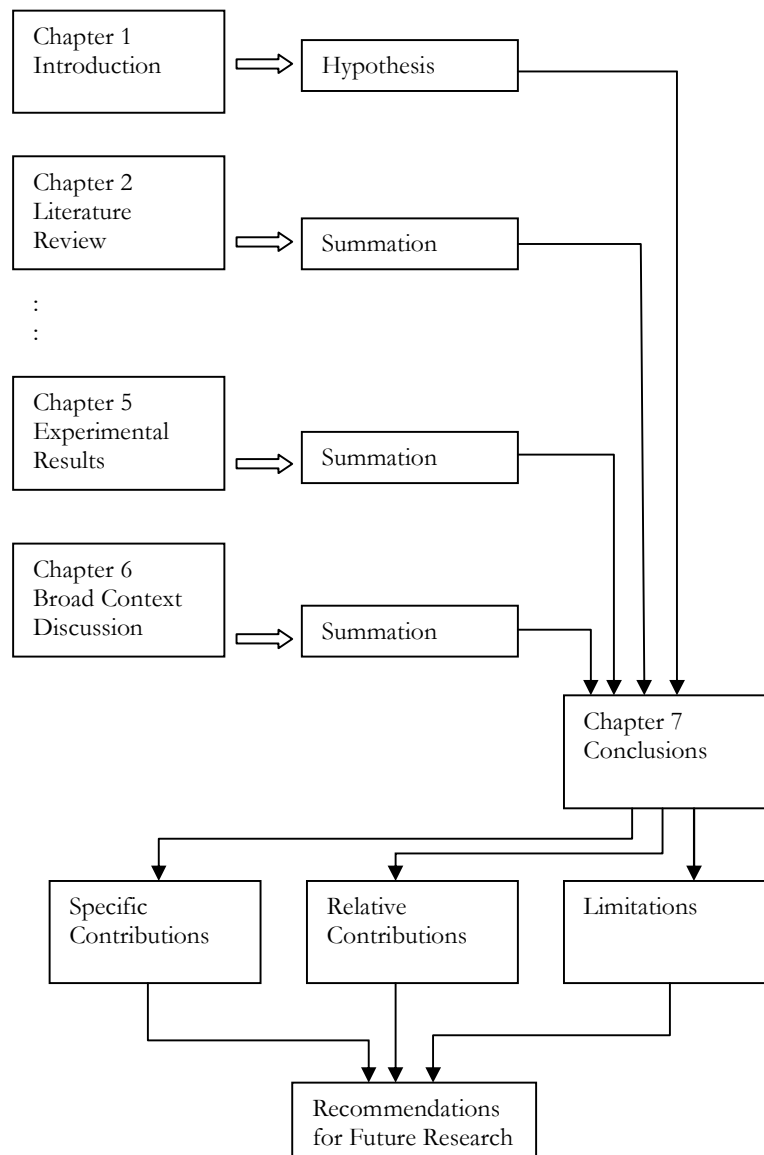 Chapter 1
Introduction
Hypothesis
Chapter 2
Literature
Review
Summation
:
:
Chapter 5
Experimental
Results
Summation
Chapter 6
Broad Context
Discussion
Summation
Chapter 7
Conclusions
Specific
Contributions
Relative
Contributions
Limitations
Recommendations
for Future Research